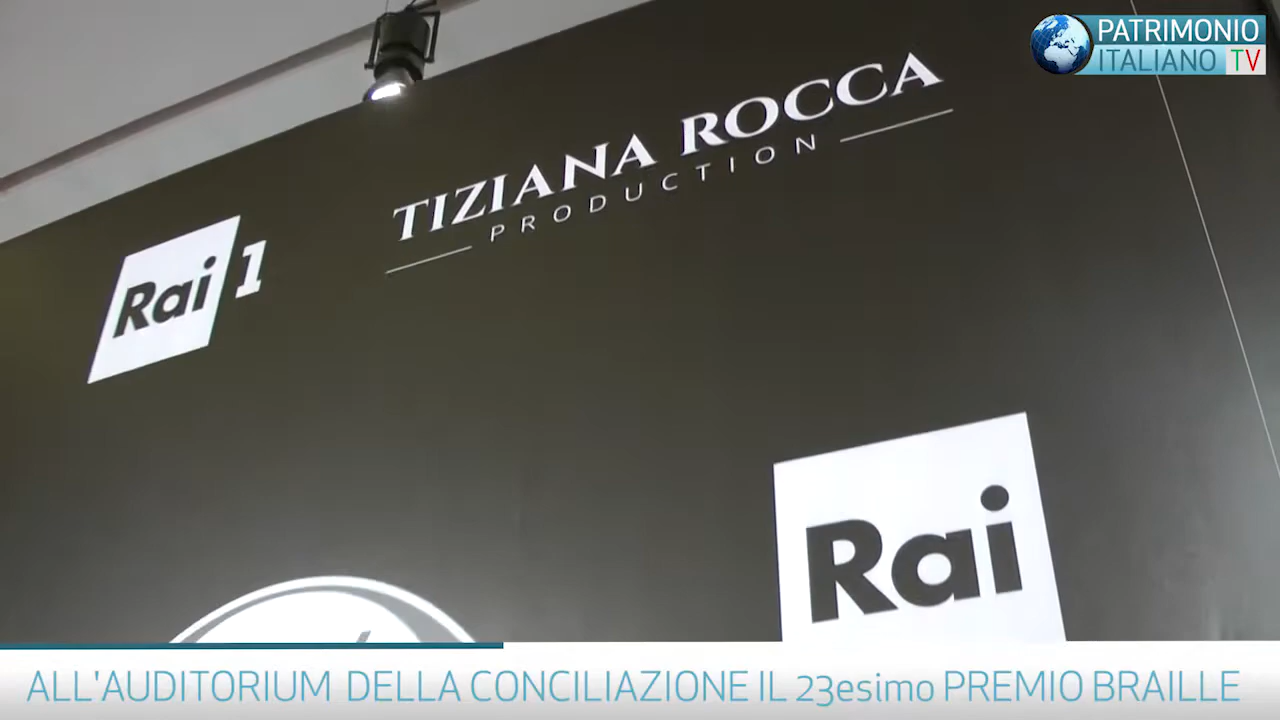 PATRIMONIO
ITALIANO TV
TIZIANA ROCCA
PRODUCTION
Rai 1
Rai
ALL'AUDITORIUM DELLA CONCILIAZIONE IL 23esimo PREMIO BRAILLE